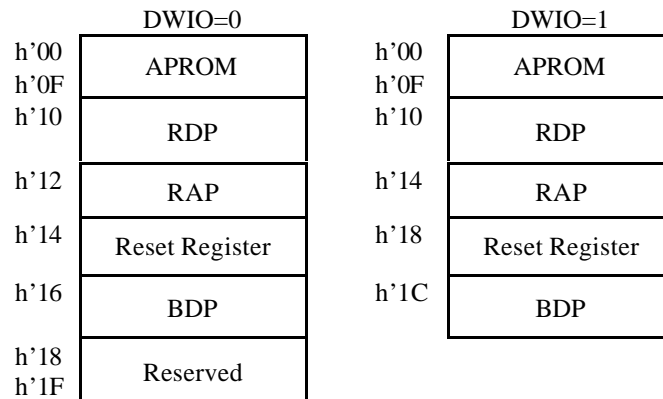 DWIO=0
h’00
APROM
h’0F
h’10
RDP
h’12
RAP
h’14
Reset Register
h’16
BDP
h’18
Reserved
h’1F
DWIO=1
h’00
APROM
h’0F
h’10
RDP
h’14
RAP
h’18
Reset Register
h’1C
BDP